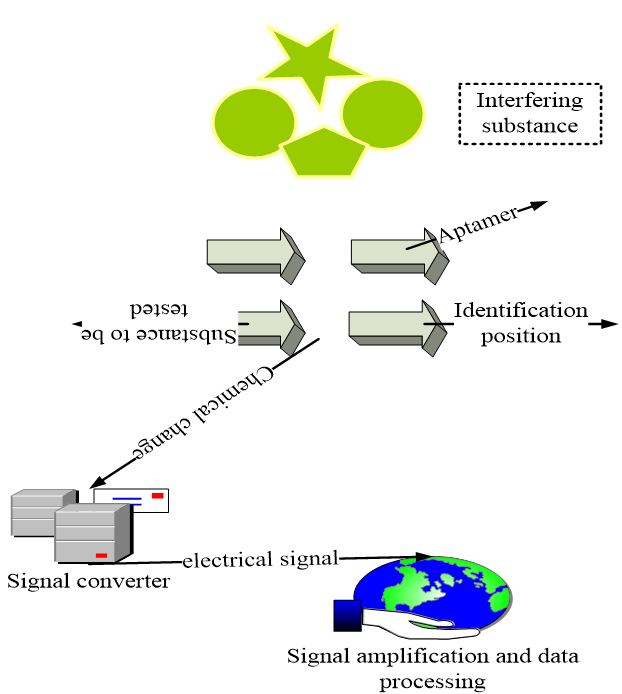 Interfering
substance
Aptamer
Substance to be
tested
Identification
position
Chemical change
electrical signal
Signal converter
Signal amplification and data
processing